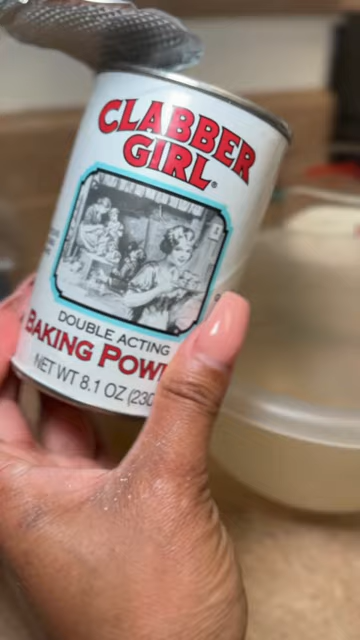 CLABBER
GIRL®
DOUBLE ACTING
BAKING POW
NET WT 8.1 OZ (230